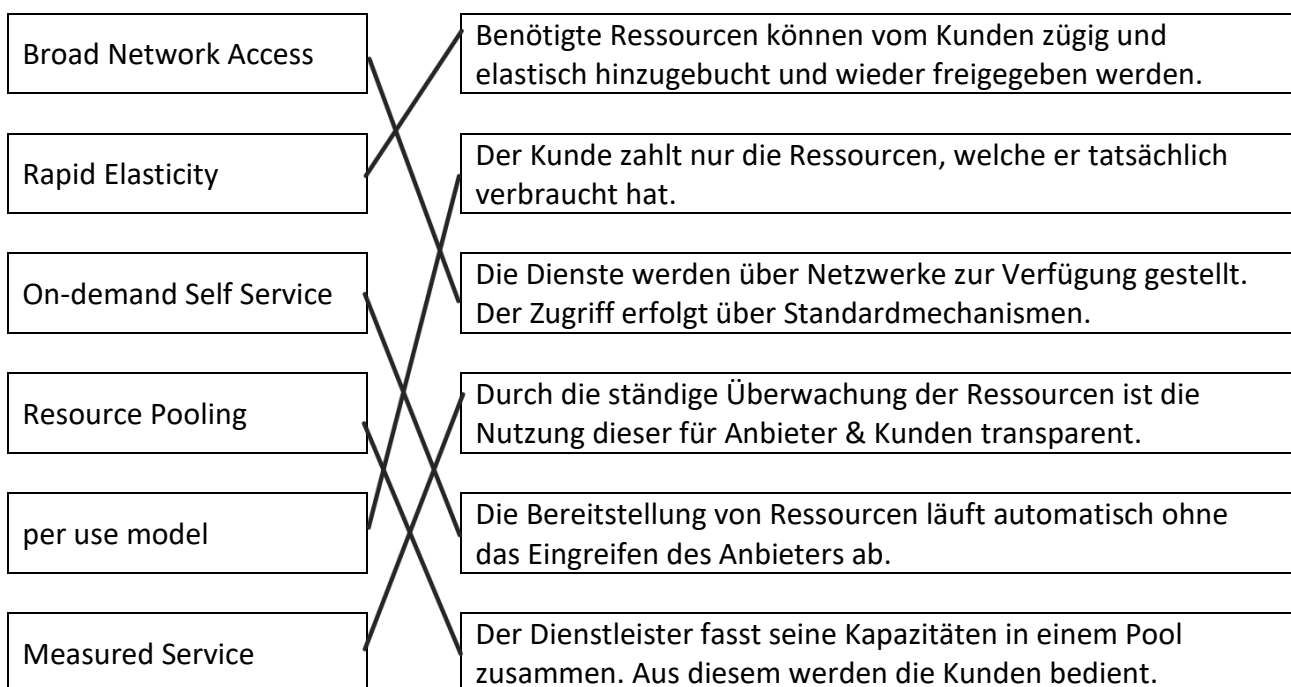 Broad Network Access
Benötigte Ressourcen können vom Kunden zügig und
elastisch hinzugebucht und wieder freigegeben werden.
Rapid Elasticity
Der Kunde zahlt nur die Ressourcen, welche er tatsächlich
verbraucht hat.
On-demand Self Service
Die Dienste werden über Netzwerke zur Verfügung gestellt.
Der Zugriff erfolgt über Standardmechanismen.
Resource Pooling
Durch die ständige Überwachung der Ressourcen ist die
Nutzung dieser für Anbieter & Kunden transparent.
per use model
Die Bereitstellung von Ressourcen läuft automatisch ohne
das Eingreifen des Anbieters ab.
Measured Service
Der Dienstleister fasst seine Kapazitäten in einem Pool
zusammen. Aus diesem werden die Kunden bedient.